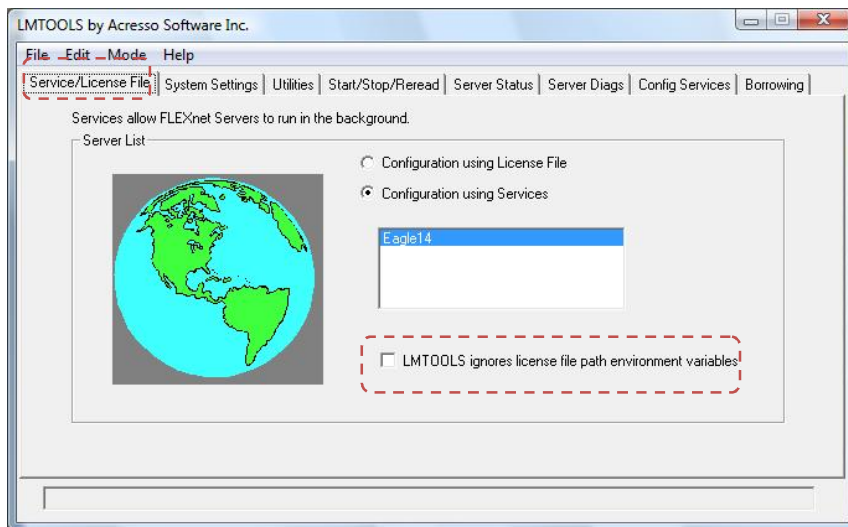 LMTOOLS by Acresso Software Inc.
File Edit Mode Help
Service/License File System Settings Utilities Start/Stop/Reread Server Status Server Diags Config Services Borrowing
Services allow FLEXnet Servers to run in the background.
Server List
Configuration using License File
Configuration using Services
Eagle14
LMTOOLS ignores license file path environment variables